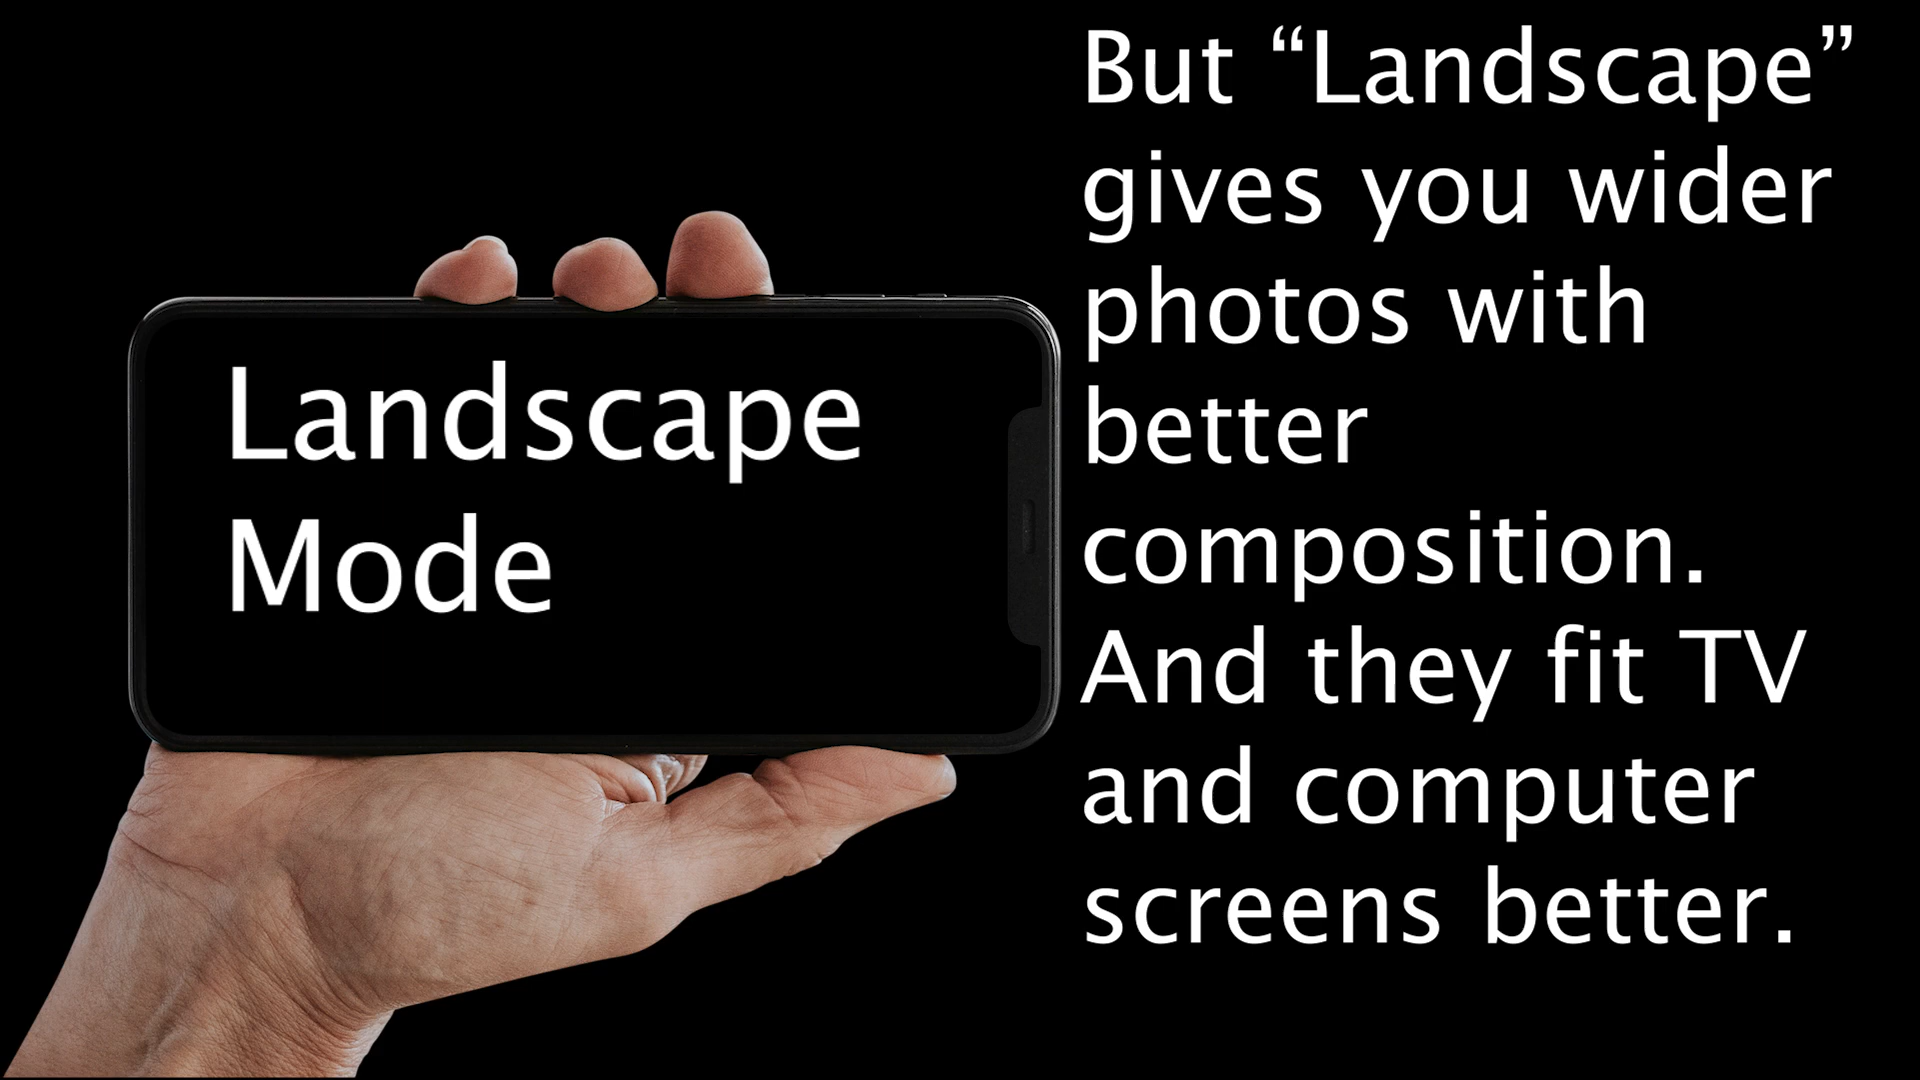 Landscape
Mode
But “Landscape”
gives you wider
photos with
better
composition.
And they fit TV
and computer
screens better.